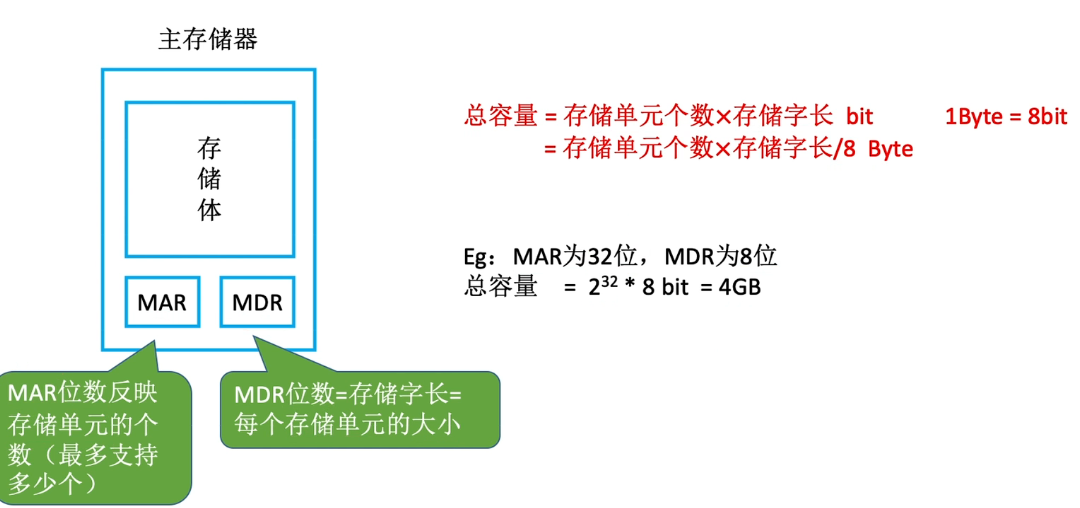 主存储器
存
储
体
MAR
MDR
MAR位数反映
存储单元的个
数（最多支持
多少个）
MDR位数=存储字长=
每个存储单元的大小
总容量 = 存储单元个数×存储字长 bit 1Byte = 8bit
= 存储单元个数×存储字长/8 Byte
Eg：MAR为32位，MDR为8位
总容量 = 2³² * 8 bit = 4GB